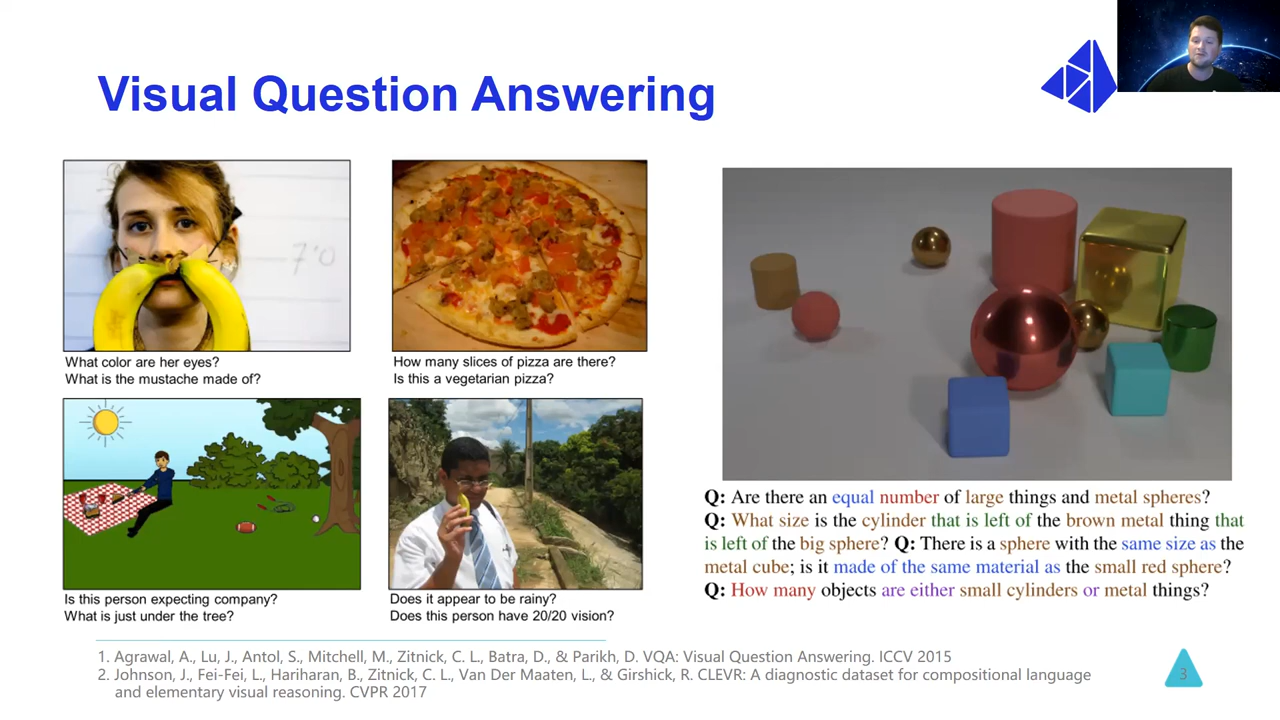 Visual Question Answering
What color are her eyes?
What is the mustache made of?
How many slices of pizza are there?
Is this a vegetarian pizza?
Is this person expecting company?
What is just under the tree?
Does it appear to be rainy?
Does this person have 20/20 vision?
Q: Are there an equal number of large things and metal spheres?
Q: What size is the cylinder that is left of the brown metal thing that
is left of the big sphere? Q: There is a sphere with the same size as the
metal cube; is it made of the same material as the small red sphere?
Q: How many objects are either small cylinders or metal things?
1. Agrawal, A., Lu, J., Antol, S., Mitchell, M., Zitnick, C. L., Batra, D., & Parikh, D. VQA: Visual Question Answering. ICCV 2015
2. Johnson, J., Fei-Fei, L., Hariharan, B., Zitnick, C. L., Van Der Maaten, L., & Girshick, R. CLEVR: A diagnostic dataset for compositional language
and elementary visual reasoning. CVPR 2017
3